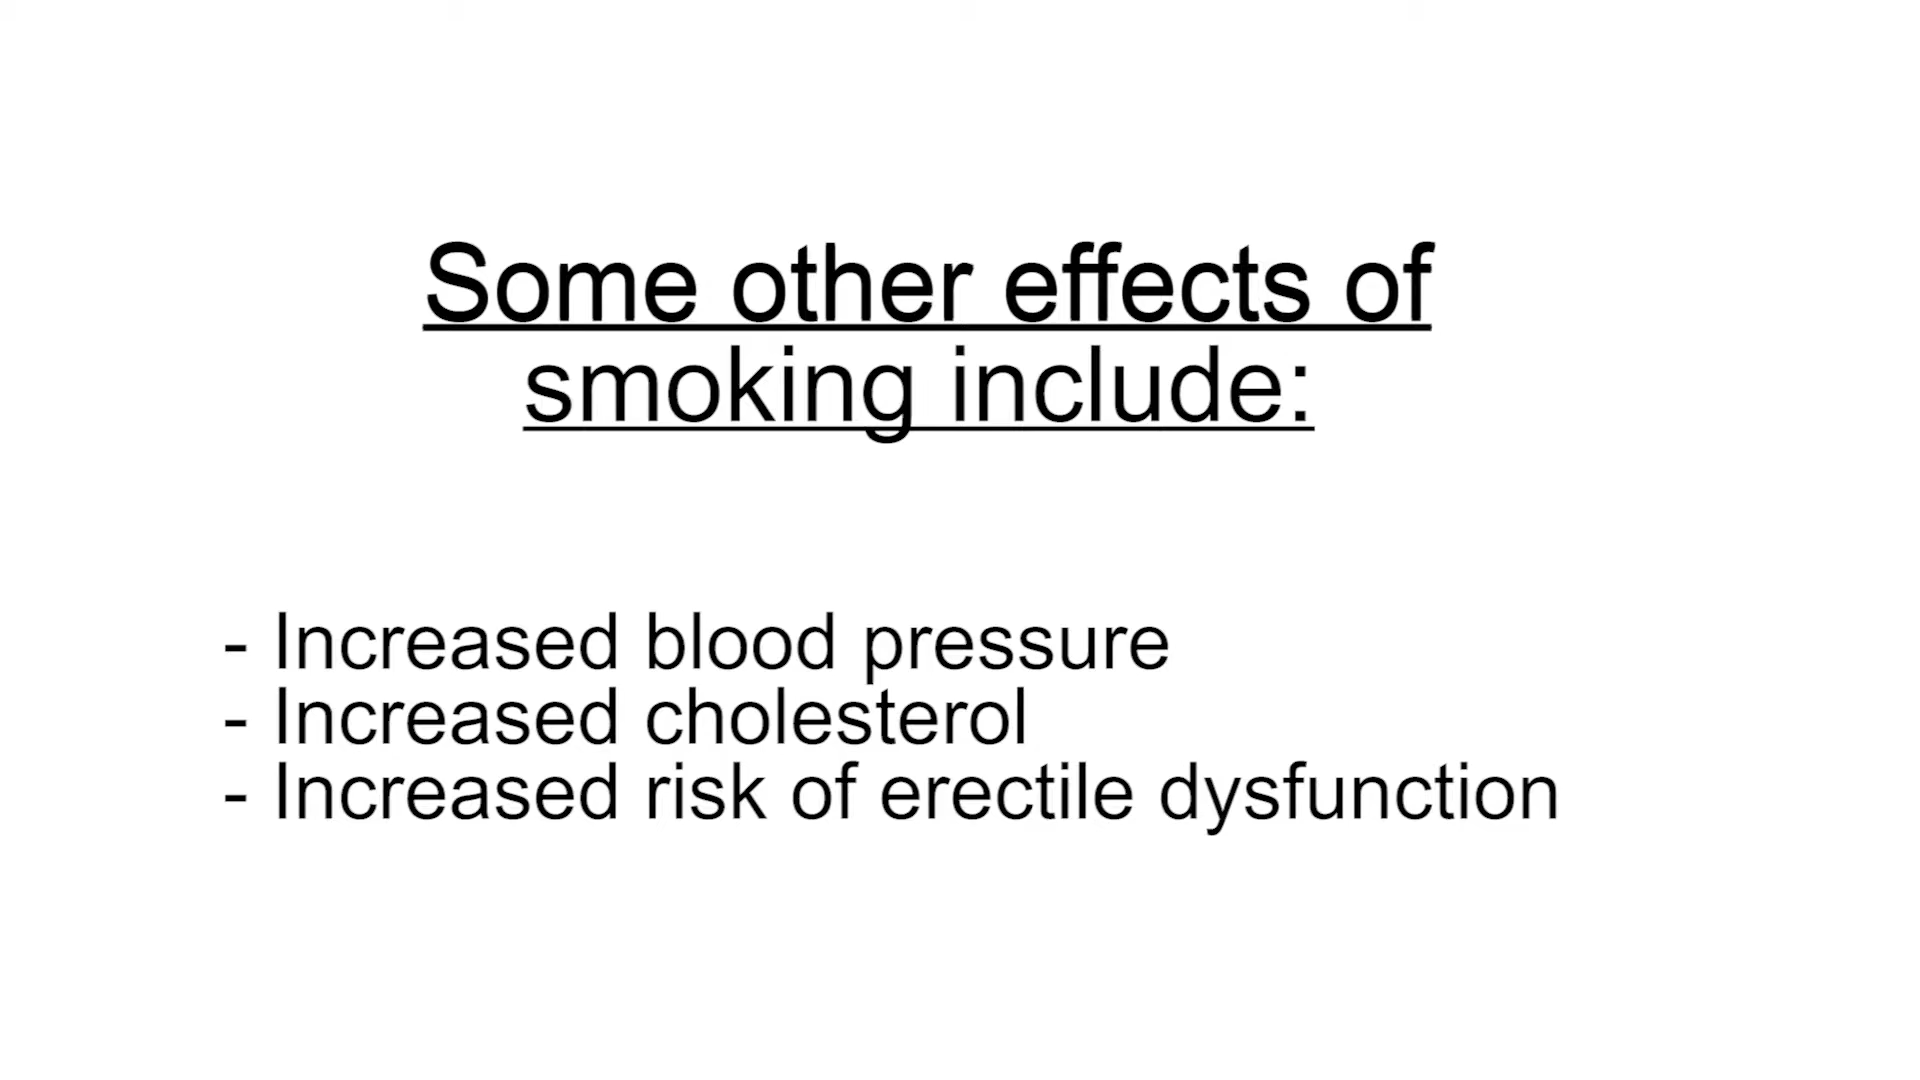 Some other effects of
smoking include:
- Increased blood pressure
- Increased cholesterol
- Increased risk of erectile dysfunction